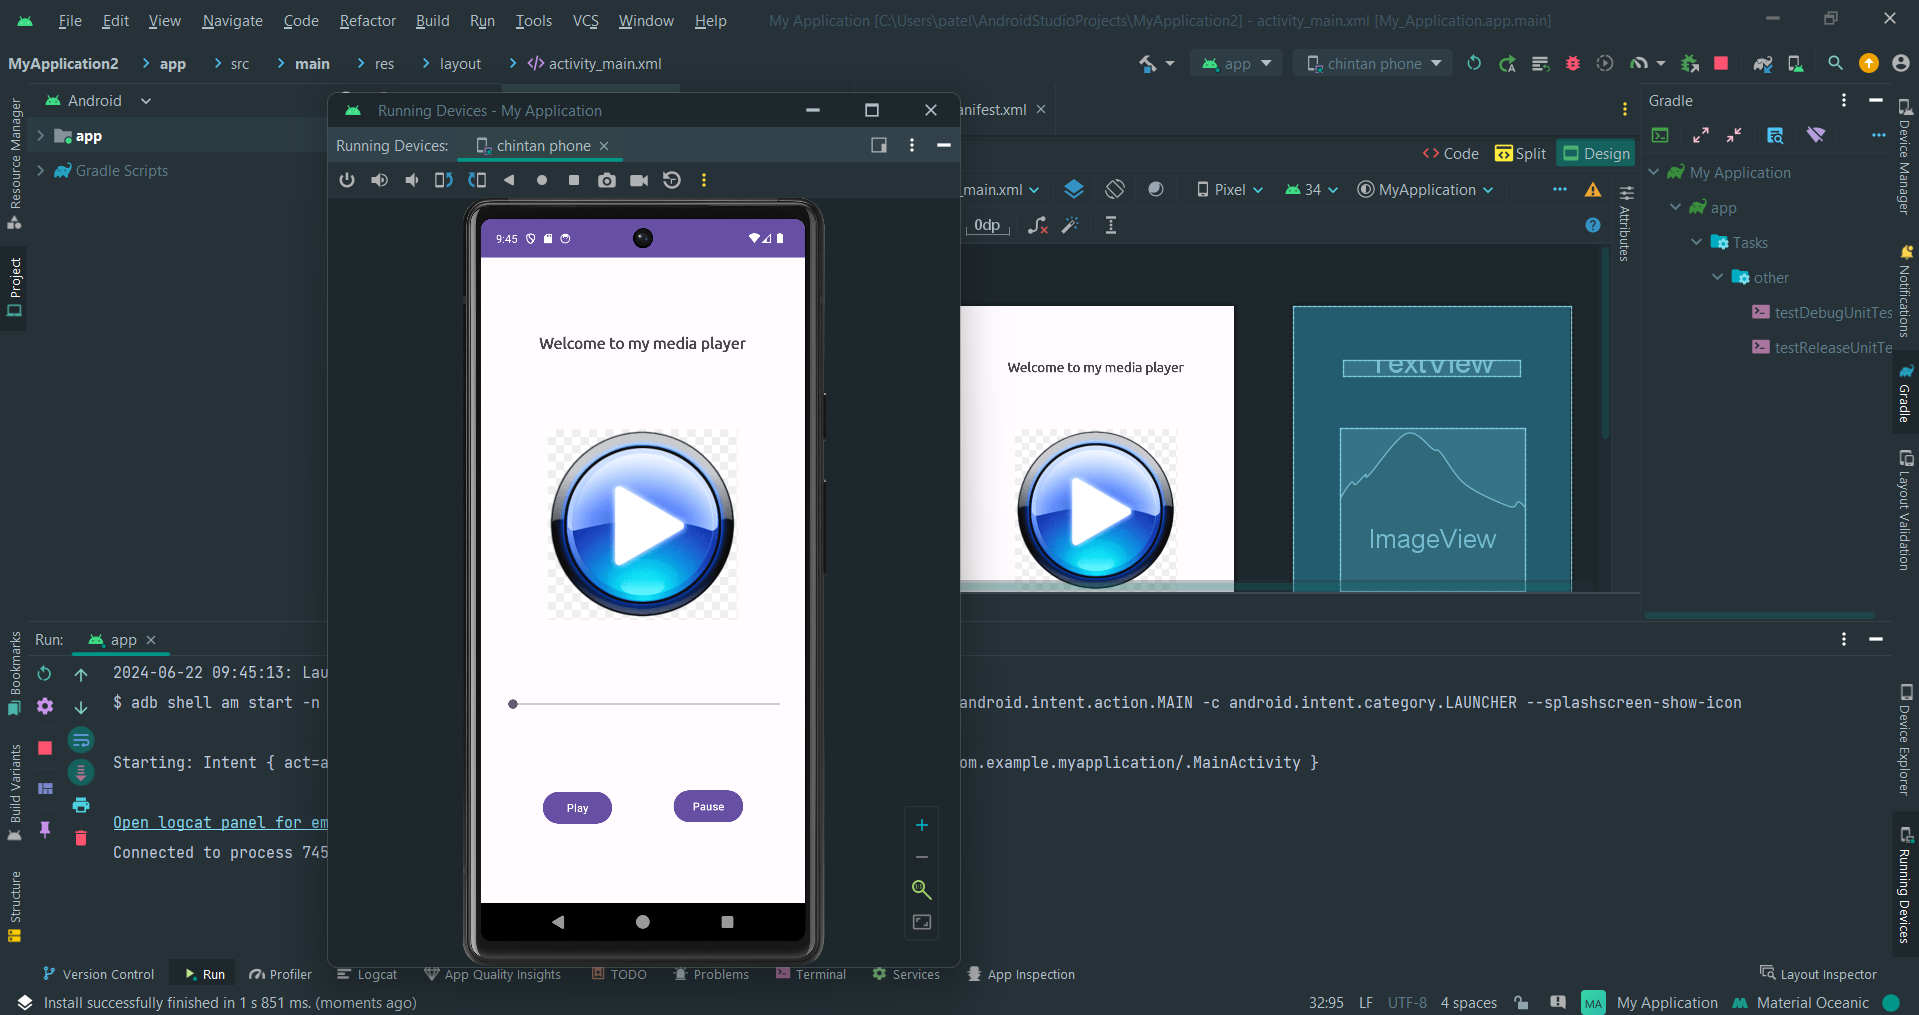 File Edit View Navigate Code Refactor Build Run Tools VCS Window Help My Application [C:\Users\patel\AndroidStudioProjects\MyApplication2] - activity_main.xml [My_Application.app.main]
MyApplication2 app src main res layout activity_main.xml app chintan phone
Android
Running Devices - My Application
anifest.xml
Gradle
app
Gradle Scripts
Running Devices: chintan phone
Code Split Design
_main.xml Pixel 34 MyApplication
0dp
My Application
app
Tasks
other
testDebugUnitTes
testReleaseUnitTe
9:45
Welcome to my media player
Play
Pause
Welcome to my media player
TextView
ImageView
Resource Manager
Project
Bookmarks
Build Variants
Structure
Attributes
Device Manager
Notifications
Gradle
Layout Validation
Device Explorer
Running Devices
Run: app
2024-06-22 09:45:13: Lau
$ adb shell am start -n android.intent.action.MAIN -c android.intent.category.LAUNCHER --splashscreen-show-icon
Starting: Intent { act=a om.example.myapplication/.MainActivity }
Open logcat panel for em
Connected to process 745
1:1
Version Control Run Profiler Logcat App Quality Insights TODO Problems Terminal Services App Inspection Layout Inspector
Install successfully finished in 1 s 851 ms. (moments ago) 32:95 LF UTF-8 4 spaces MA My Application Material Oceanic